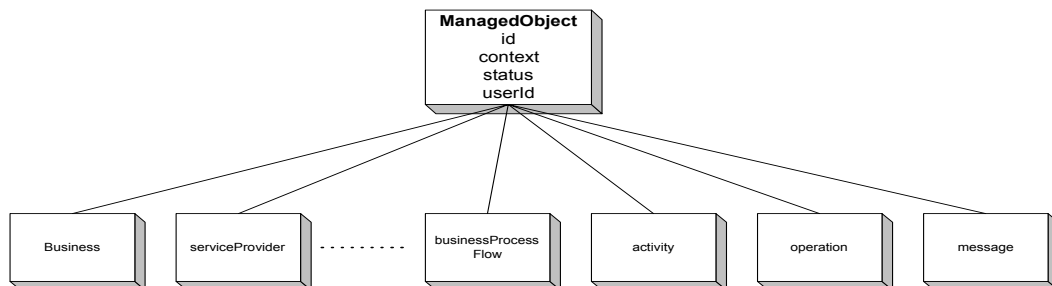 ManagedObject
id
context
status
userId
Business
serviceProvider
businessProcess
Flow
activity
operation
message